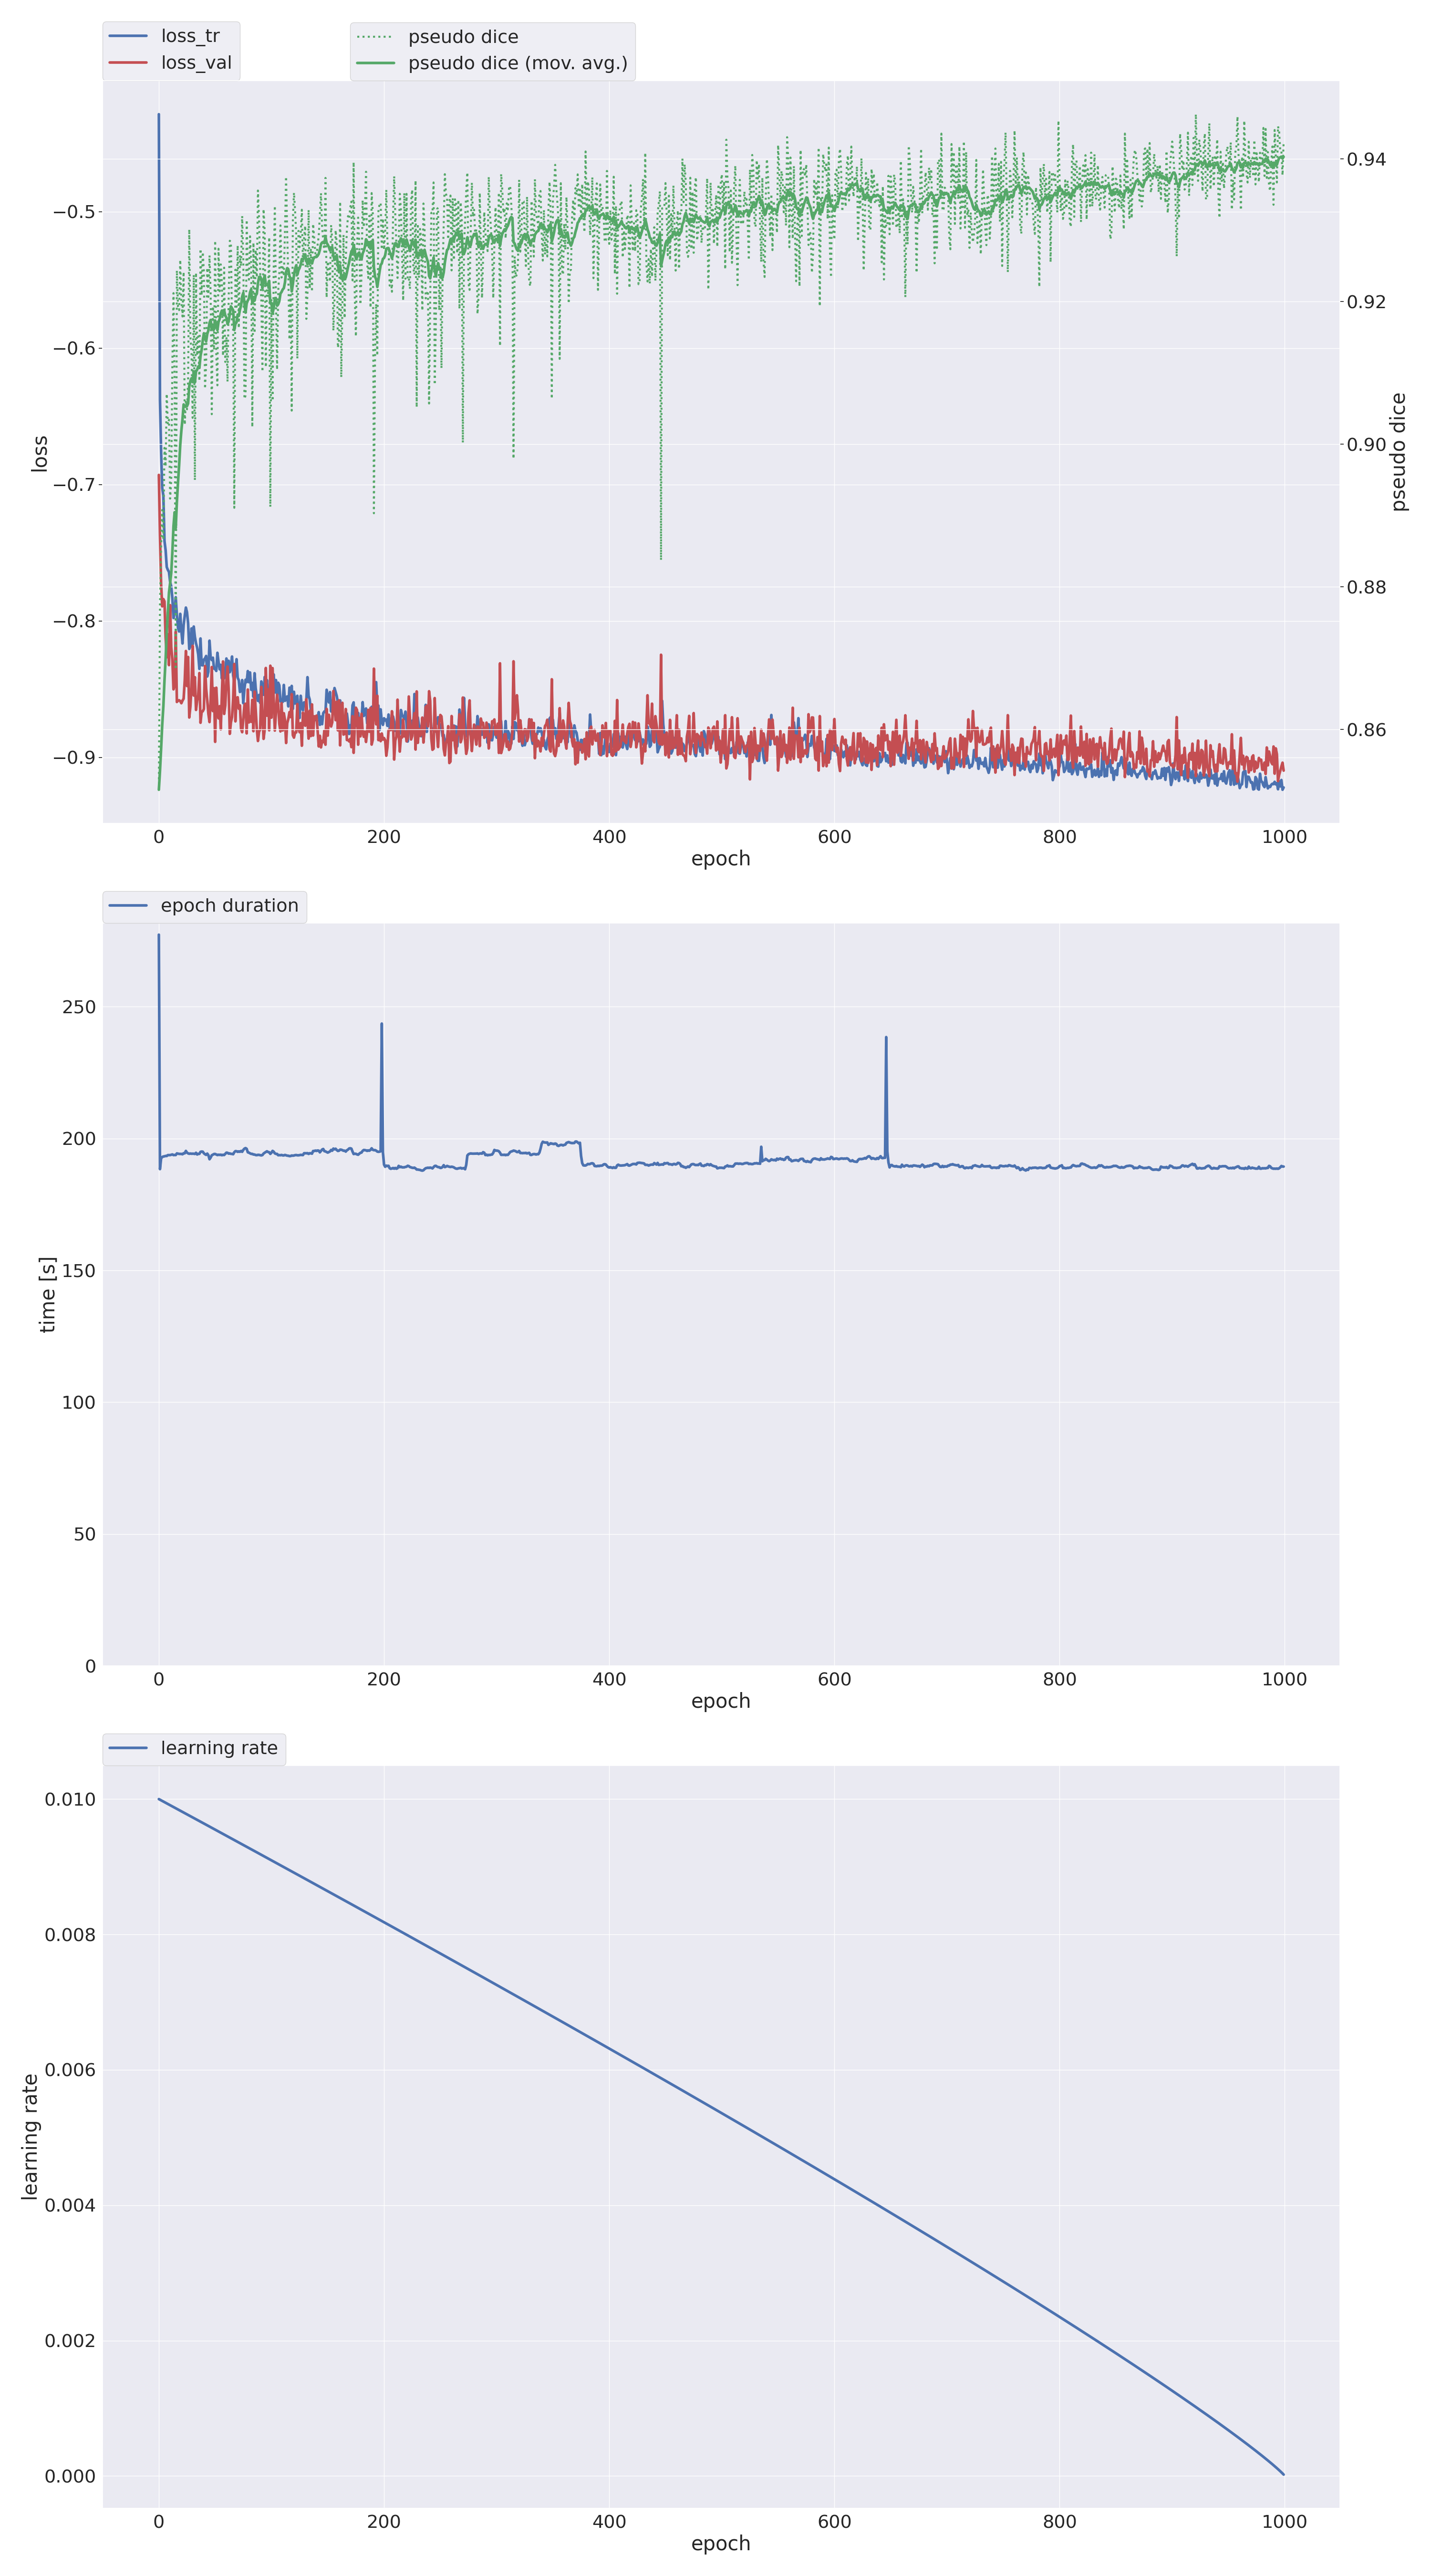 loss_tr
loss_val
pseudo dice
pseudo dice (mov. avg.)
−0.5
−0.6
−0.7
−0.8
−0.9
loss
0.94
0.92
0.90
0.88
0.86
pseudo dice
0 200 400 600 800 1000
epoch
epoch duration
250
200
150
100
50
0
time [s]
0 200 400 600 800 1000
epoch
learning rate
0.010
0.008
0.006
0.004
0.002
0.000
learning rate
0 200 400 600 800 1000
epoch